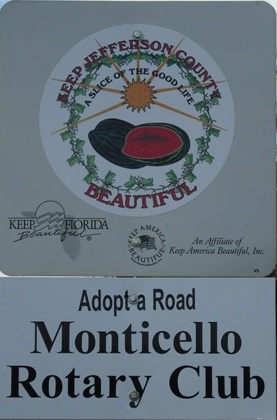 KEEP JEFFERSON COUNTY
A SLICE OF THE GOOD LIFE
BEAUTIFUL
KEEP FLORIDA
Beautiful
KEEP AMERICA
BEAUTIFUL
An Affiliate of
Keep America Beautiful, Inc.
Adopt a Road
Monticello
Rotary Club